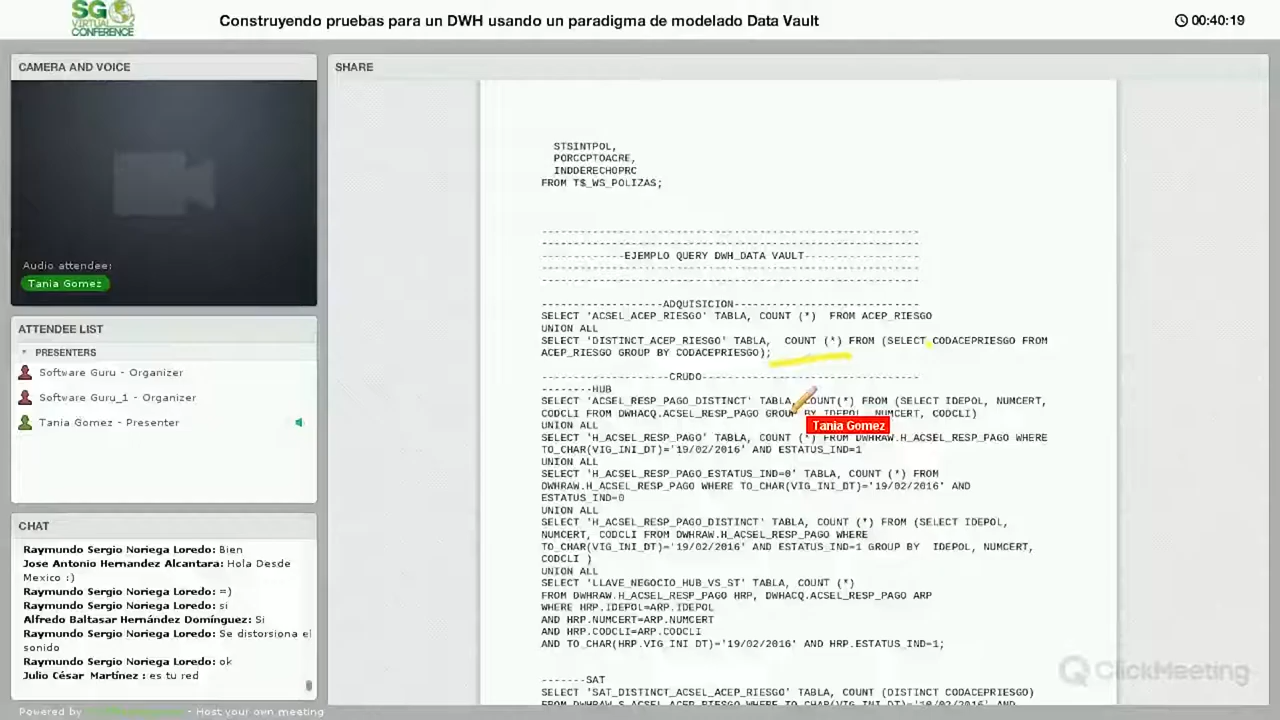 SG
VIRTUAL
CONFERENCE
Construyendo pruebas para un DWH usando un paradigma de modelado Data Vault
00:40:19
CAMERA AND VOICE
Audio attendee:
Tania Gomez
ATTENDEE LIST
PRESENTERS
Software Guru - Organizer
Software Guru_1 - Organizer
Tania Gomez - Presenter
CHAT
Raymundo Sergio Noriega Loredo: Bien
Jose Antonio Hernandez Alcantara: Hola Desde
Mexico :)
Raymundo Sergio Noriega Loredo: =)
Raymundo Sergio Noriega Loredo: si
Alfredo Baltasar Hernández Domínguez: Si
Raymundo Sergio Noriega Loredo: Se distorsiona el
sonido
Raymundo Sergio Noriega Loredo: ok
Julio César Martínez : es tu red
Powered by ClickMeeting - Host your own meeting
SHARE
STSINTPOL,
PORCCPTOACRE,
INDDERECHOPRC
FROM T$_WS_POLIZAS;
--------------------------------------------------------------
--------------------------------------------------------------
-------------EJEMPLO QUERY DWH_DATA VAULT-------------------
--------------------------------------------------------------
--------------------------------------------------------------
--------------------ADQUISICION------------------------------
SELECT 'ACSEL_ACEP_RIESGO' TABLA, COUNT (*) FROM ACEP_RIESGO
UNION ALL
SELECT 'DISTINCT_ACEP_RIESGO' TABLA, COUNT (*) FROM (SELECT CODACEPRIESGO FROM
ACEP_RIESGO GROUP BY CODACEPRIESGO);
---------------------CRUDO------------------------------------
--------HUB
SELECT 'ACSEL_RESP_PAGO_DISTINCT' TABLA, COUNT(*) FROM (SELECT IDEPOL, NUMCERT,
CODCLI FROM DWHACQ.ACSEL_RESP_PAGO GROUP BY IDEPOL, NUMCERT, CODCLI)
Tania Gomez
UNION ALL
SELECT 'H_ACSEL_RESP_PAGO' TABLA, COUNT (*) FROM DWHRAW.H_ACSEL_RESP_PAGO WHERE
TO_CHAR(VIG_INI_DT)='19/02/2016' AND ESTATUS_IND=1
UNION ALL
SELECT 'H_ACSEL_RESP_PAGO_ESTATUS_IND=0' TABLA, COUNT (*) FROM
DWHRAW.H_ACSEL_RESP_PAGO WHERE TO_CHAR(VIG_INI_DT)='19/02/2016' AND
ESTATUS_IND=0
UNION ALL
SELECT 'H_ACSEL_RESP_PAGO_DISTINCT' TABLA, COUNT (*) FROM (SELECT IDEPOL,
NUMCERT, CODCLI FROM DWHRAW.H_ACSEL_RESP_PAGO WHERE
TO_CHAR(VIG_INI_DT)='19/02/2016' AND ESTATUS_IND=1 GROUP BY IDEPOL, NUMCERT,
CODCLI )
UNION ALL
SELECT 'LLAVE_NEGOCIO_HUB_VS_ST' TABLA, COUNT (*)
FROM DWHRAW.H_ACSEL_RESP_PAGO HRP, DWHACQ.ACSEL_RESP_PAGO ARP
WHERE HRP.IDEPOL=ARP.IDEPOL
AND HRP.NUMCERT=ARP.NUMCERT
AND HRP.CODCLI=ARP.CODCLI
AND TO_CHAR(HRP.VIG_INI_DT)='19/02/2016' AND HRP.ESTATUS_IND=1;
-------SAT
SELECT 'SAT_DISTINCT_ACSEL_ACEP_RIESGO' TABLA, COUNT (DISTINCT CODACEPRIESGO)
ClickMeeting